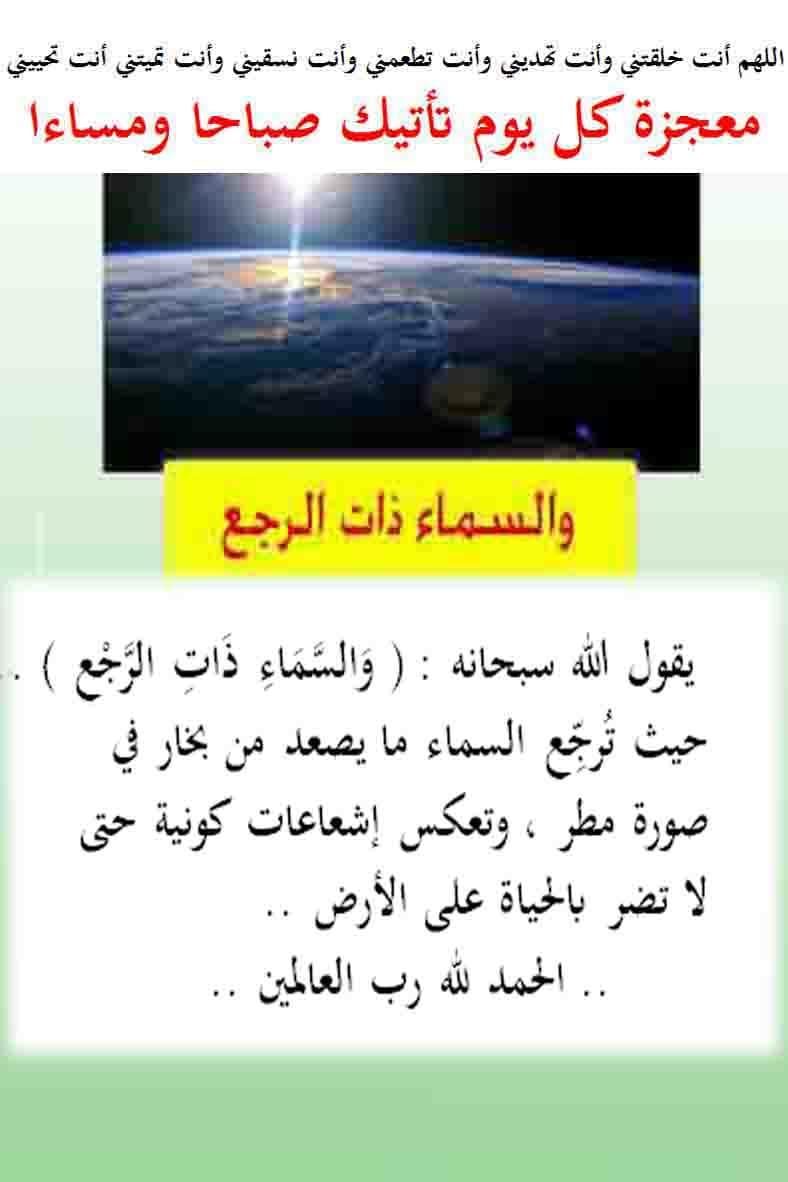 اللهم أنت خلقتني وأنت تهديني وأنت تطعمني وأنت نسقيني وأنت تميتني أنت تحييني
معجزة كل يوم تأتيك صباحا ومساءا
والسماء ذات الرجع
يقول الله سبحانه : ( وَالسَّمَاءِ ذَاتِ الرَّجْعِ ) ..
حيث تُرجِّع السماء ما يصعد من بخار في
صورة مطر ، وتعكس إشعاعات كونية حتى
لا تضر بالحياة على الأرض ..
.. الحمد لله رب العالمين ..